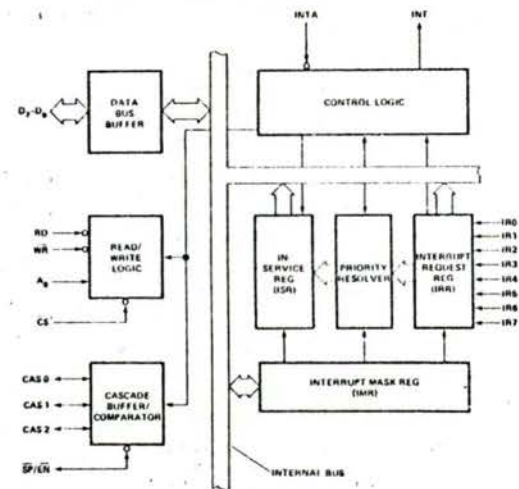 INTA
INT
D7-D0
DATA
BUS
BUFFER
CONTROL LOGIC
RD
WR
A0
CS
READ/
WRITE
LOGIC
IN
SERVICE
REG
(ISR)
PRIORITY
RESOLVER
INTERRUPT
REQUEST
REG
(IRR)
IR0
IR1
IR2
IR3
IR4
IR5
IR6
IR7
CAS 0
CAS 1
CAS 2
SP/EN
CASCADE
BUFFER/
COMPARATOR
INTERRUPT MASK REG
(IMR)
INTERNAL BUS